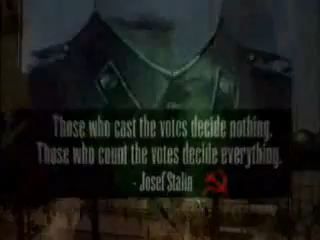 Those who cast the votes decide nothing.
Those who count the votes decide everything.
- Josef Stalin